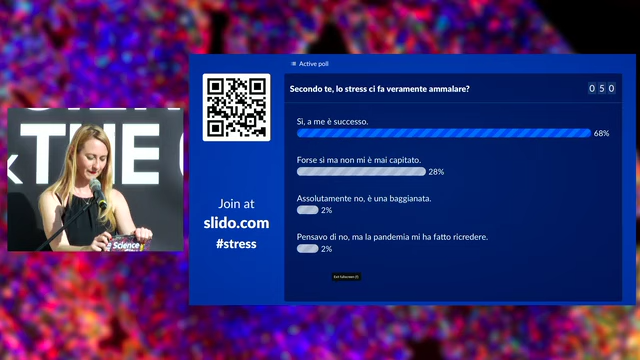 Active poll
Secondo te, lo stress ci fa veramente ammalare?
0 5 0
Sì, a me è successo.
68%
Forse sì ma non mi è mai capitato.
28%
Assolutamente no, è una baggianata.
2%
Pensavo di no, ma la pandemia mi ha fatto ricredere.
2%
Join at
slido.com
#stress
THE
Science